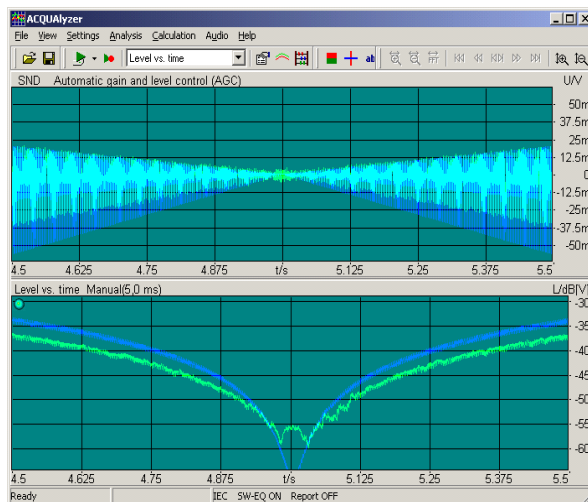 ACQUAlyzer
File View Settings Analysis Calculation Audio Help
Level vs. time
SND Automatic gain and level control (AGC) U/V
50m
37.5m
25m
12.5m
0
-12.5m
-25m
-37.5m
-50m
4.5 4.625 4.75 4.875 t/s 5.125 5.25 5.375 5.5
Level vs. time Manual(5,0 ms) L/dB[V]
-30
-35
-40
-45
-50
-55
-60
4.5 4.625 4.75 4.875 t/s 5.125 5.25 5.375 5.5
Ready IEC SW-EQ ON Report OFF